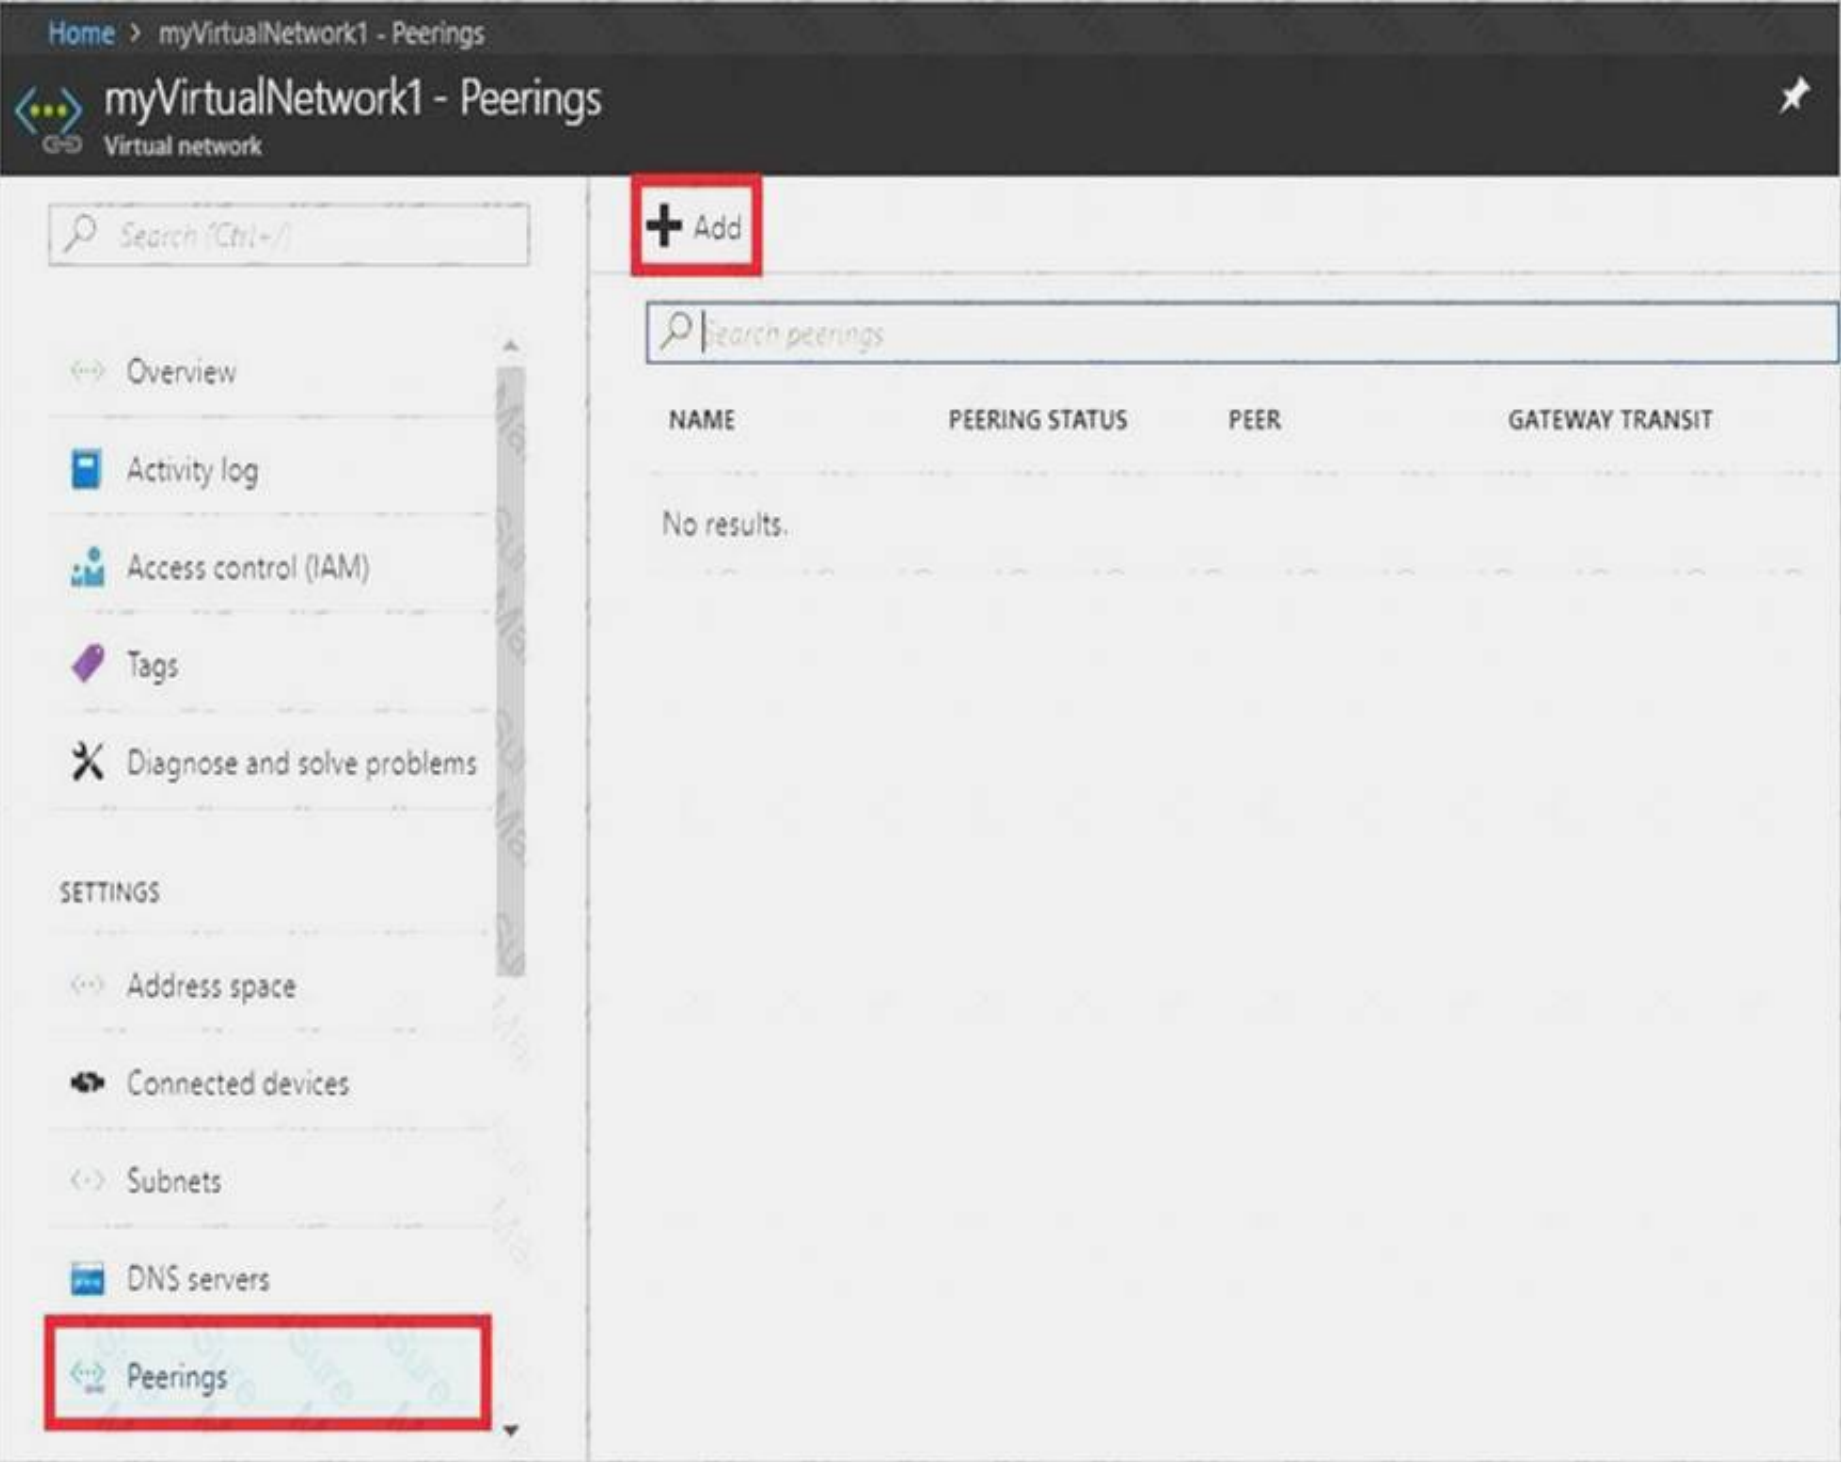 Home > myVirtualNetwork1 - Peerings
myVirtualNetwork1 - Peerings
Virtual network
Search (Ctrl+/)
Overview
Activity log
Access control (IAM)
Tags
Diagnose and solve problems
SETTINGS
Address space
Connected devices
Subnets
DNS servers
Peerings
Add
Search peerings
NAME PEERING STATUS PEER GATEWAY TRANSIT
No results.